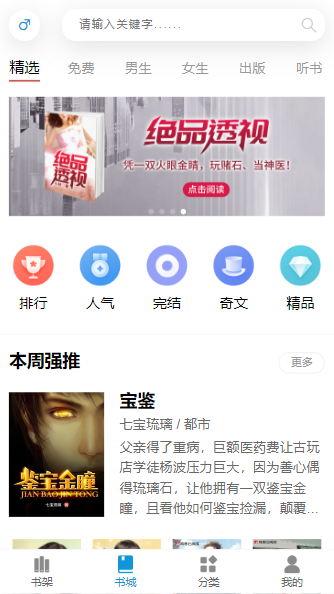 请输入关键字......
精选 免费 男生 女生 出版 听书
绝品透视
绝品透视
凭一双火眼金睛，玩赌石、当神医！
点击阅读
排行 人气 完结 奇文 精品
本周强推 更多
宝鉴
七宝琉璃 / 都市
父亲得了重病，巨额医药费让古玩
店学徒杨波压力巨大，因为善心偶
得琉璃石，让他拥有一双鉴宝金
瞳，且看他如何鉴宝捡漏，颠覆...
鉴宝金瞳
JIAN BAO JIN TONG
七宝琉璃
书架 书城 分类 我的